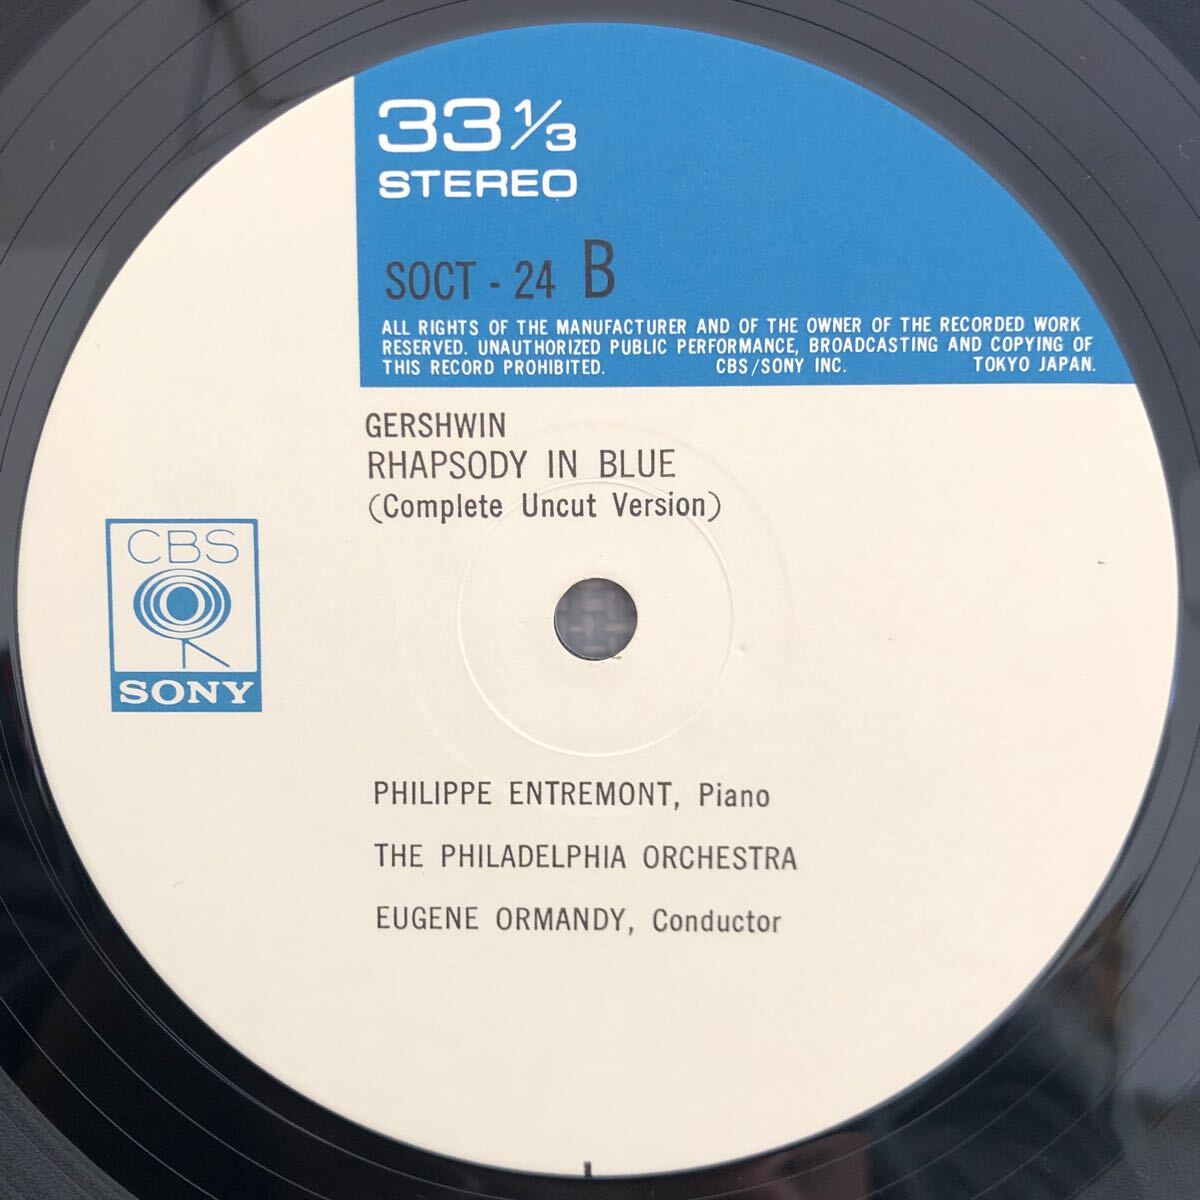 33 1/3
STEREO
SOCT - 24 B
ALL RIGHTS OF THE MANUFACTURER AND OF THE OWNER OF THE RECORDED WORK
RESERVED. UNAUTHORIZED PUBLIC PERFORMANCE, BROADCASTING AND COPYING OF
THIS RECORD PROHIBITED. CBS/SONY INC. TOKYO JAPAN.
GERSHWIN
RHAPSODY IN BLUE
(Complete Uncut Version)
CBS
SONY
PHILIPPE ENTREMONT, Piano
THE PHILADELPHIA ORCHESTRA
EUGENE ORMANDY, Conductor